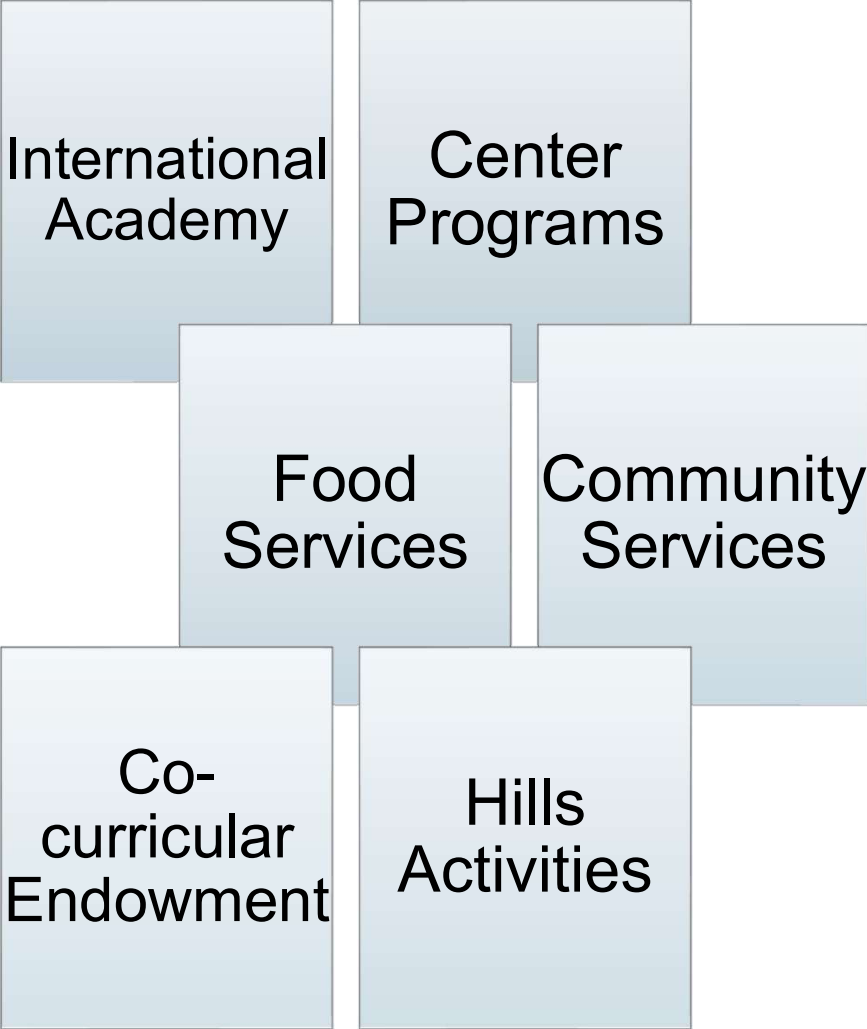 International
Academy
Center
Programs
Food
Services
Community
Services
Co-
curricular
Endowment
Hills
Activities